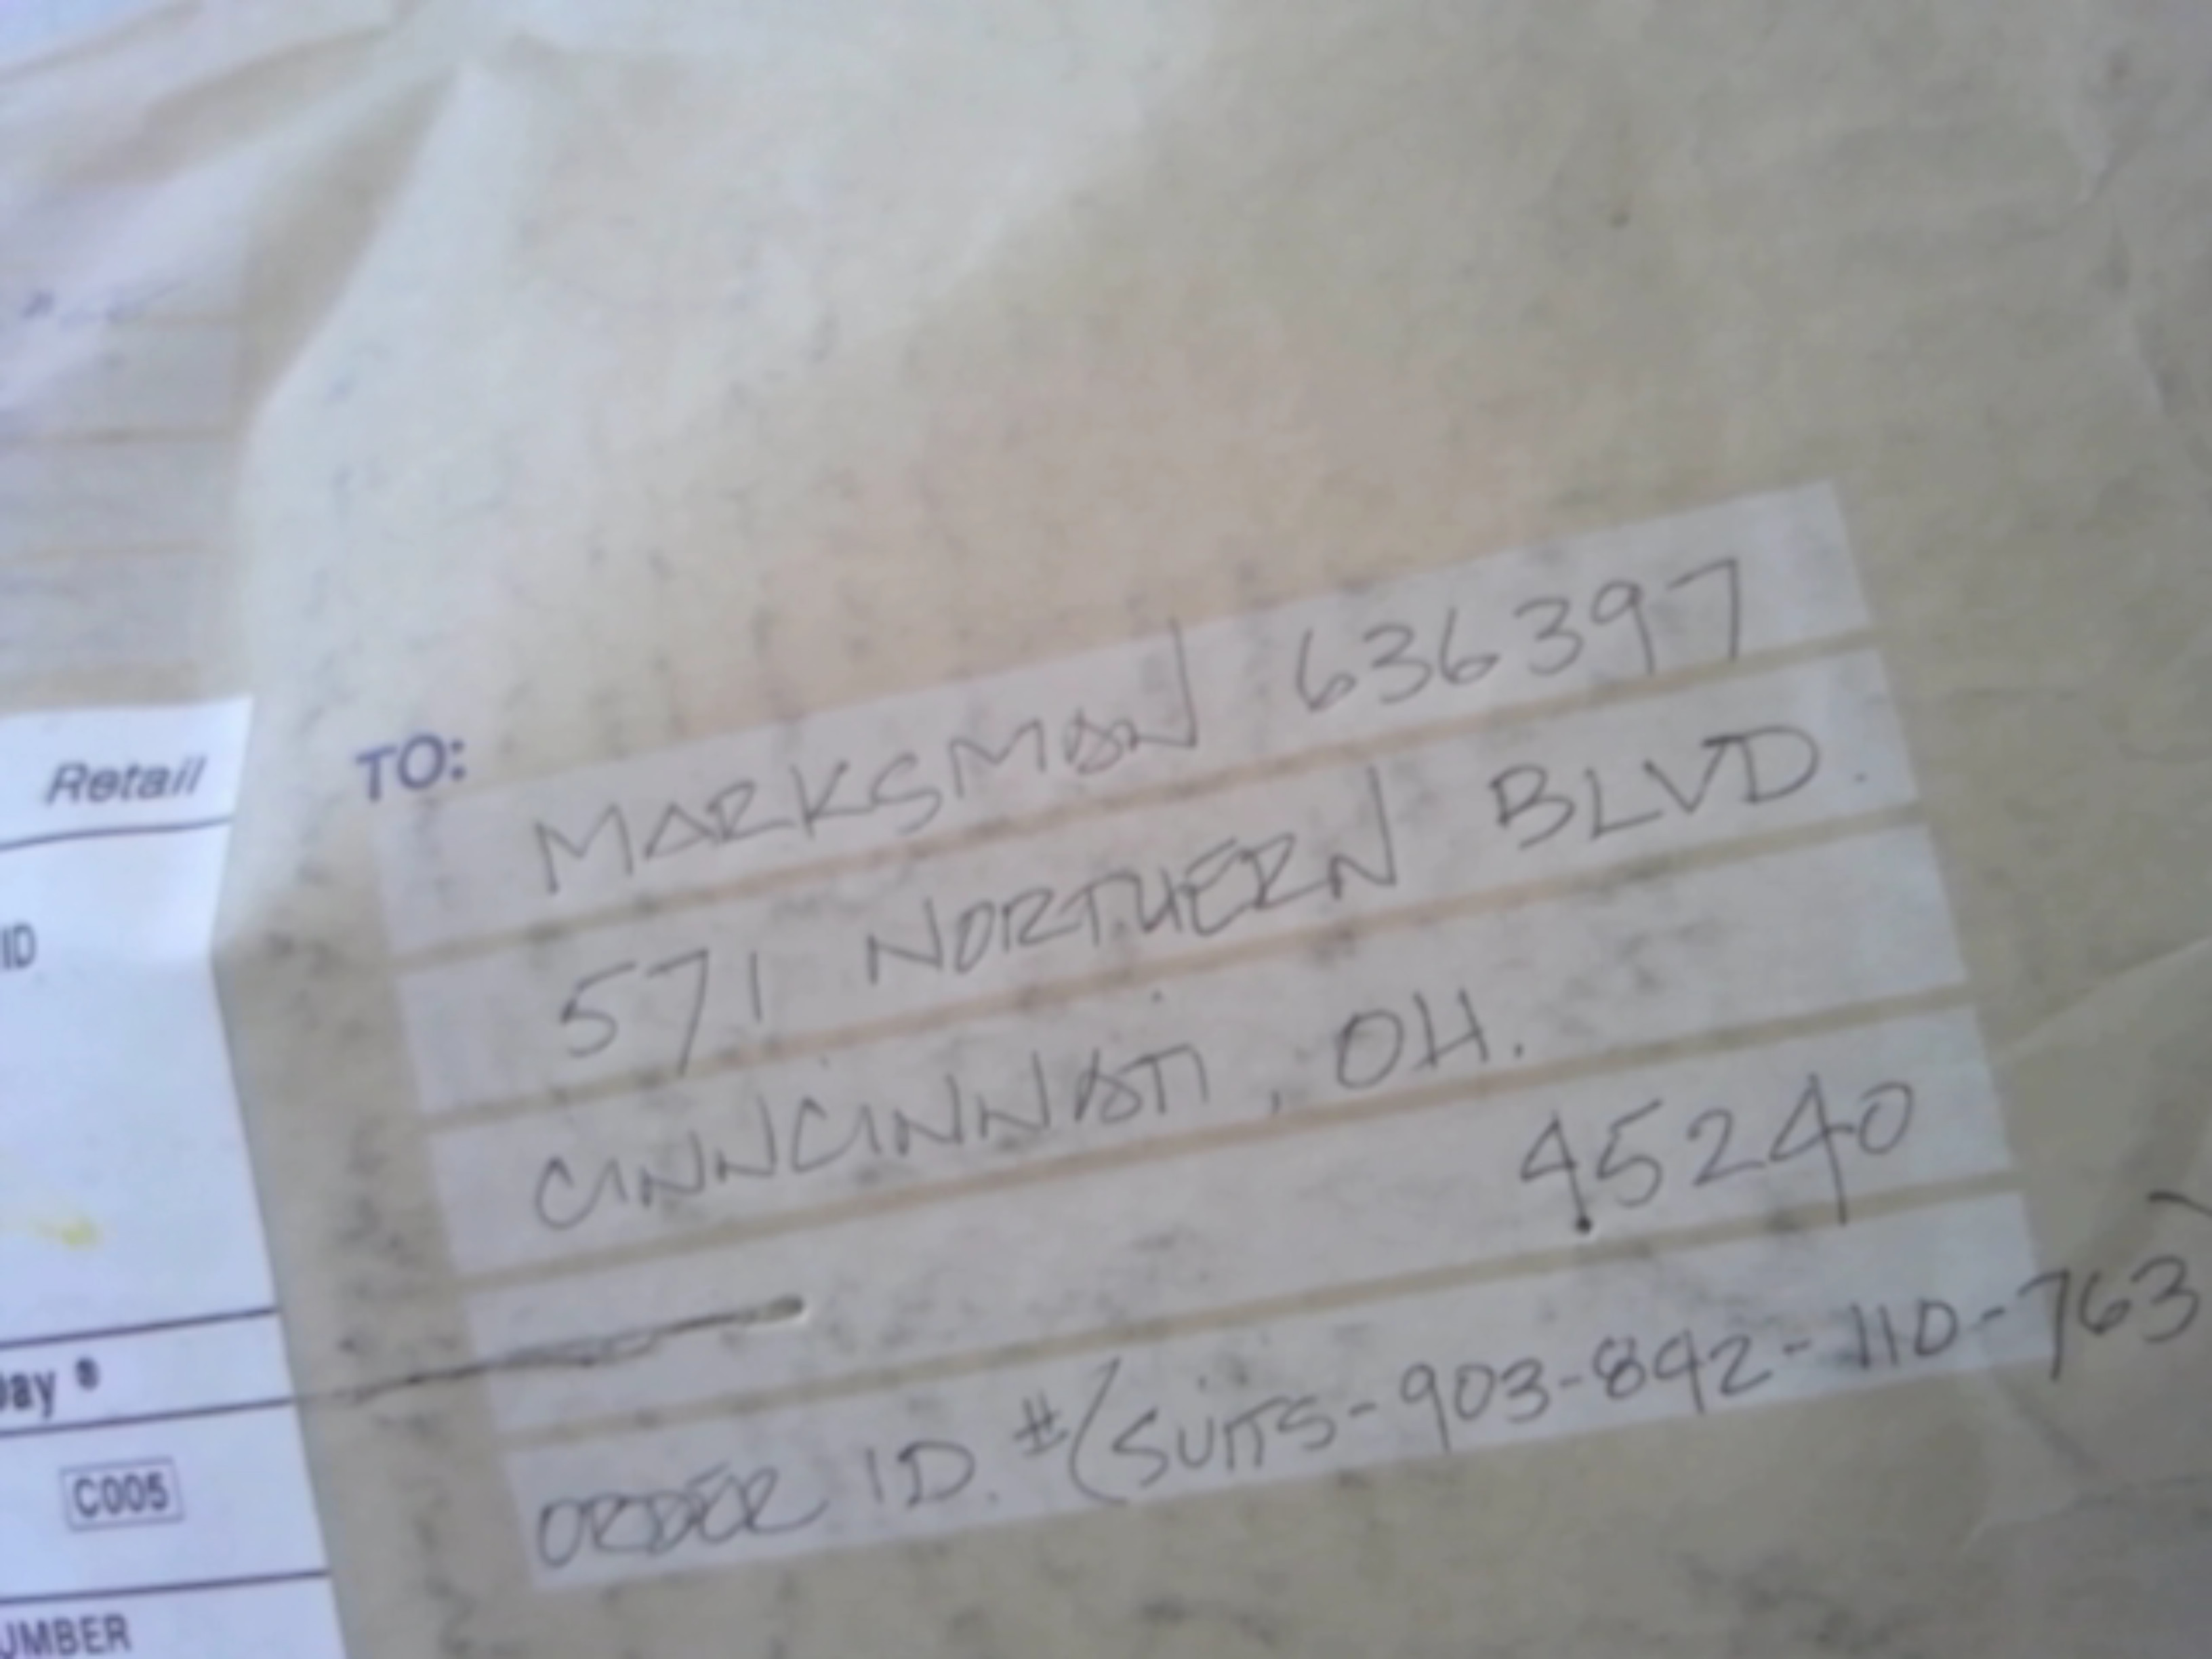 Retail
ID
ay
C005
UMBER
TO:
MARKSMAN 636397
571 NORTHERN BLVD.
CINNCINNATI, OH.
45240
ORDER ID. #(SUITS-903-892-110-763